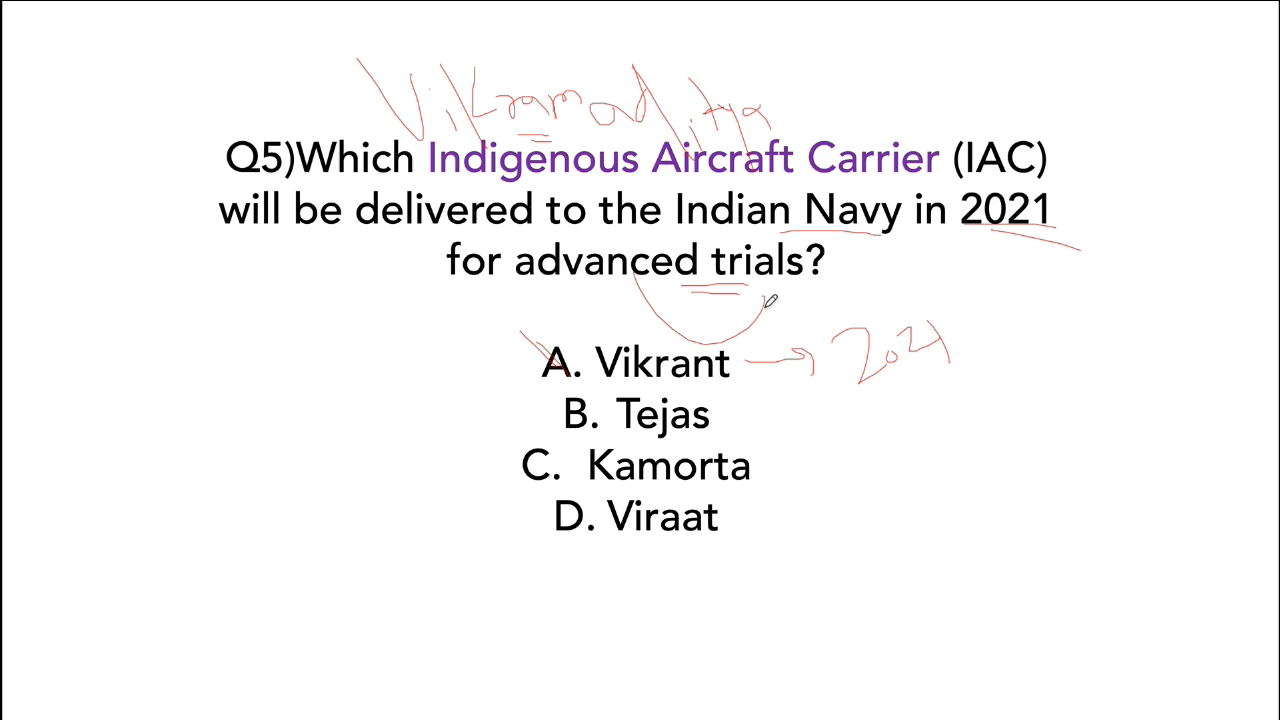 Vikramaditya
Q5)Which Indigenous Aircraft Carrier (IAC)
will be delivered to the Indian Navy in 2021
for advanced trials?
A. Vikrant → 2021
B. Tejas
C. Kamorta
D. Viraat